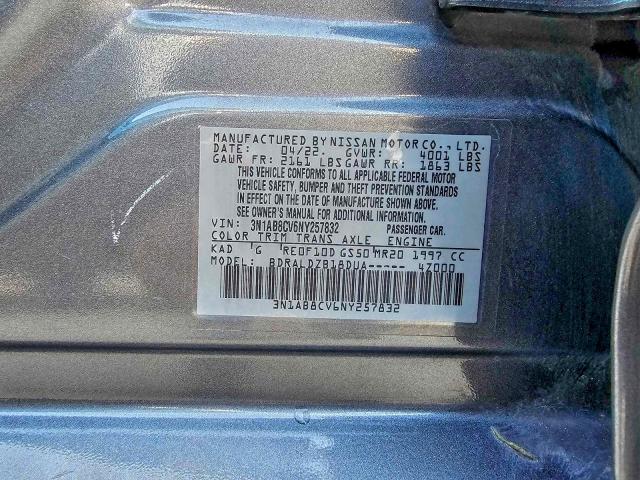 MANUFACTURED BY NISSAN MOTOR CO., LTD.
DATE: 04/22 GVWR: 4001 LBS
GAWR FR: 2161 LBS GAWR RR: 1863 LBS
THIS VEHICLE CONFORMS TO ALL APPLICABLE FEDERAL MOTOR
VEHICLE SAFETY, BUMPER AND THEFT PREVENTION STANDARDS
IN EFFECT ON THE DATE OF MANUFACTURE SHOWN ABOVE.
SEE OWNER'S MANUAL FOR ADDITIONAL INFORMATION.
VIN: 3N1AB8CV6NY257832 PASSENGER CAR.
COLOR TRIM TRANS AXLE ENGINE
KAD G RE0F10D GS50 MR20 1997 CC
MODEL: BDRALDZB18DUA----- 4Z000
3N1AB8CV6NY257832